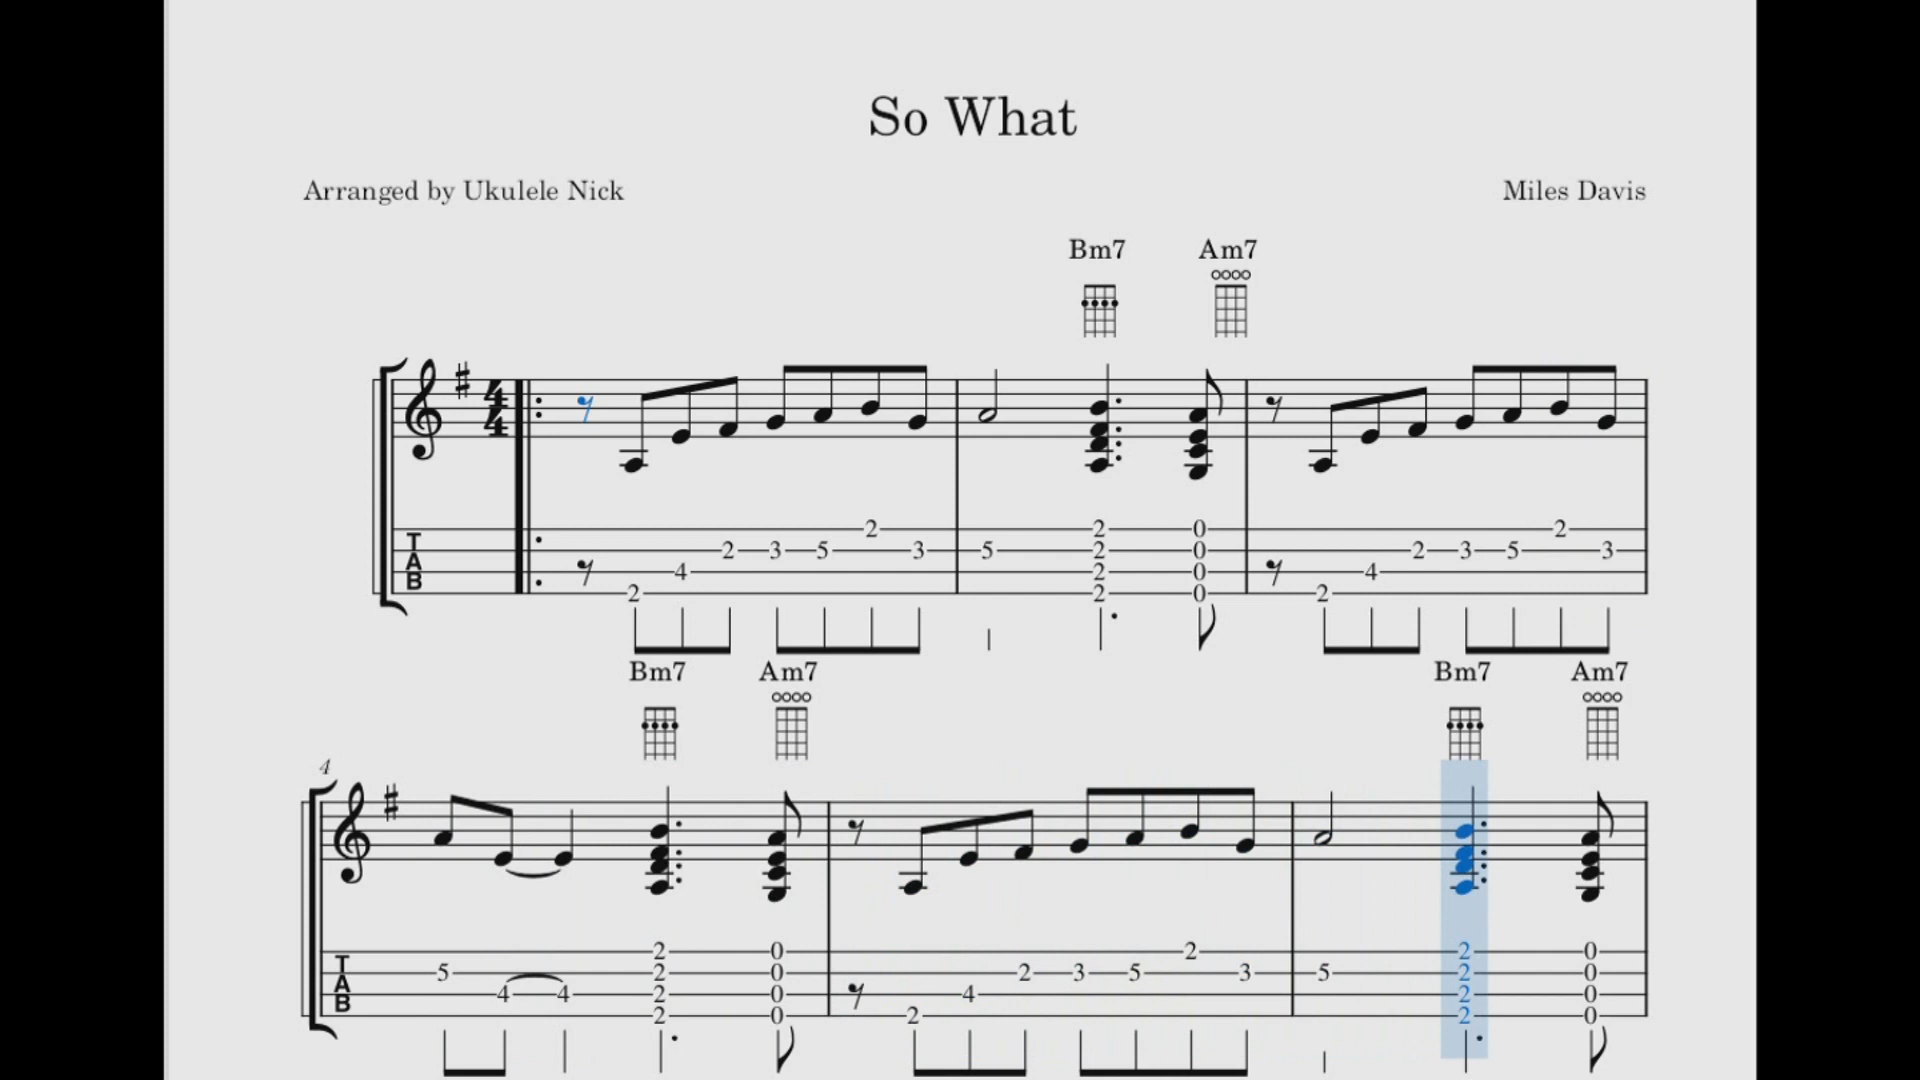 So What
Arranged by Ukulele Nick
Miles Davis
Bm7 Am7
4 4
T A B
2 4 2 3 5 2 3 5 2 2 2 2 0 0 0 0 2 4 2 3 5 2 3
Bm7 Am7 Bm7 Am7
4
T A B
5 4 4 2 2 2 2 0 0 0 0 2 4 2 3 5 2 3 5 2 2 2 2 0 0 0 0